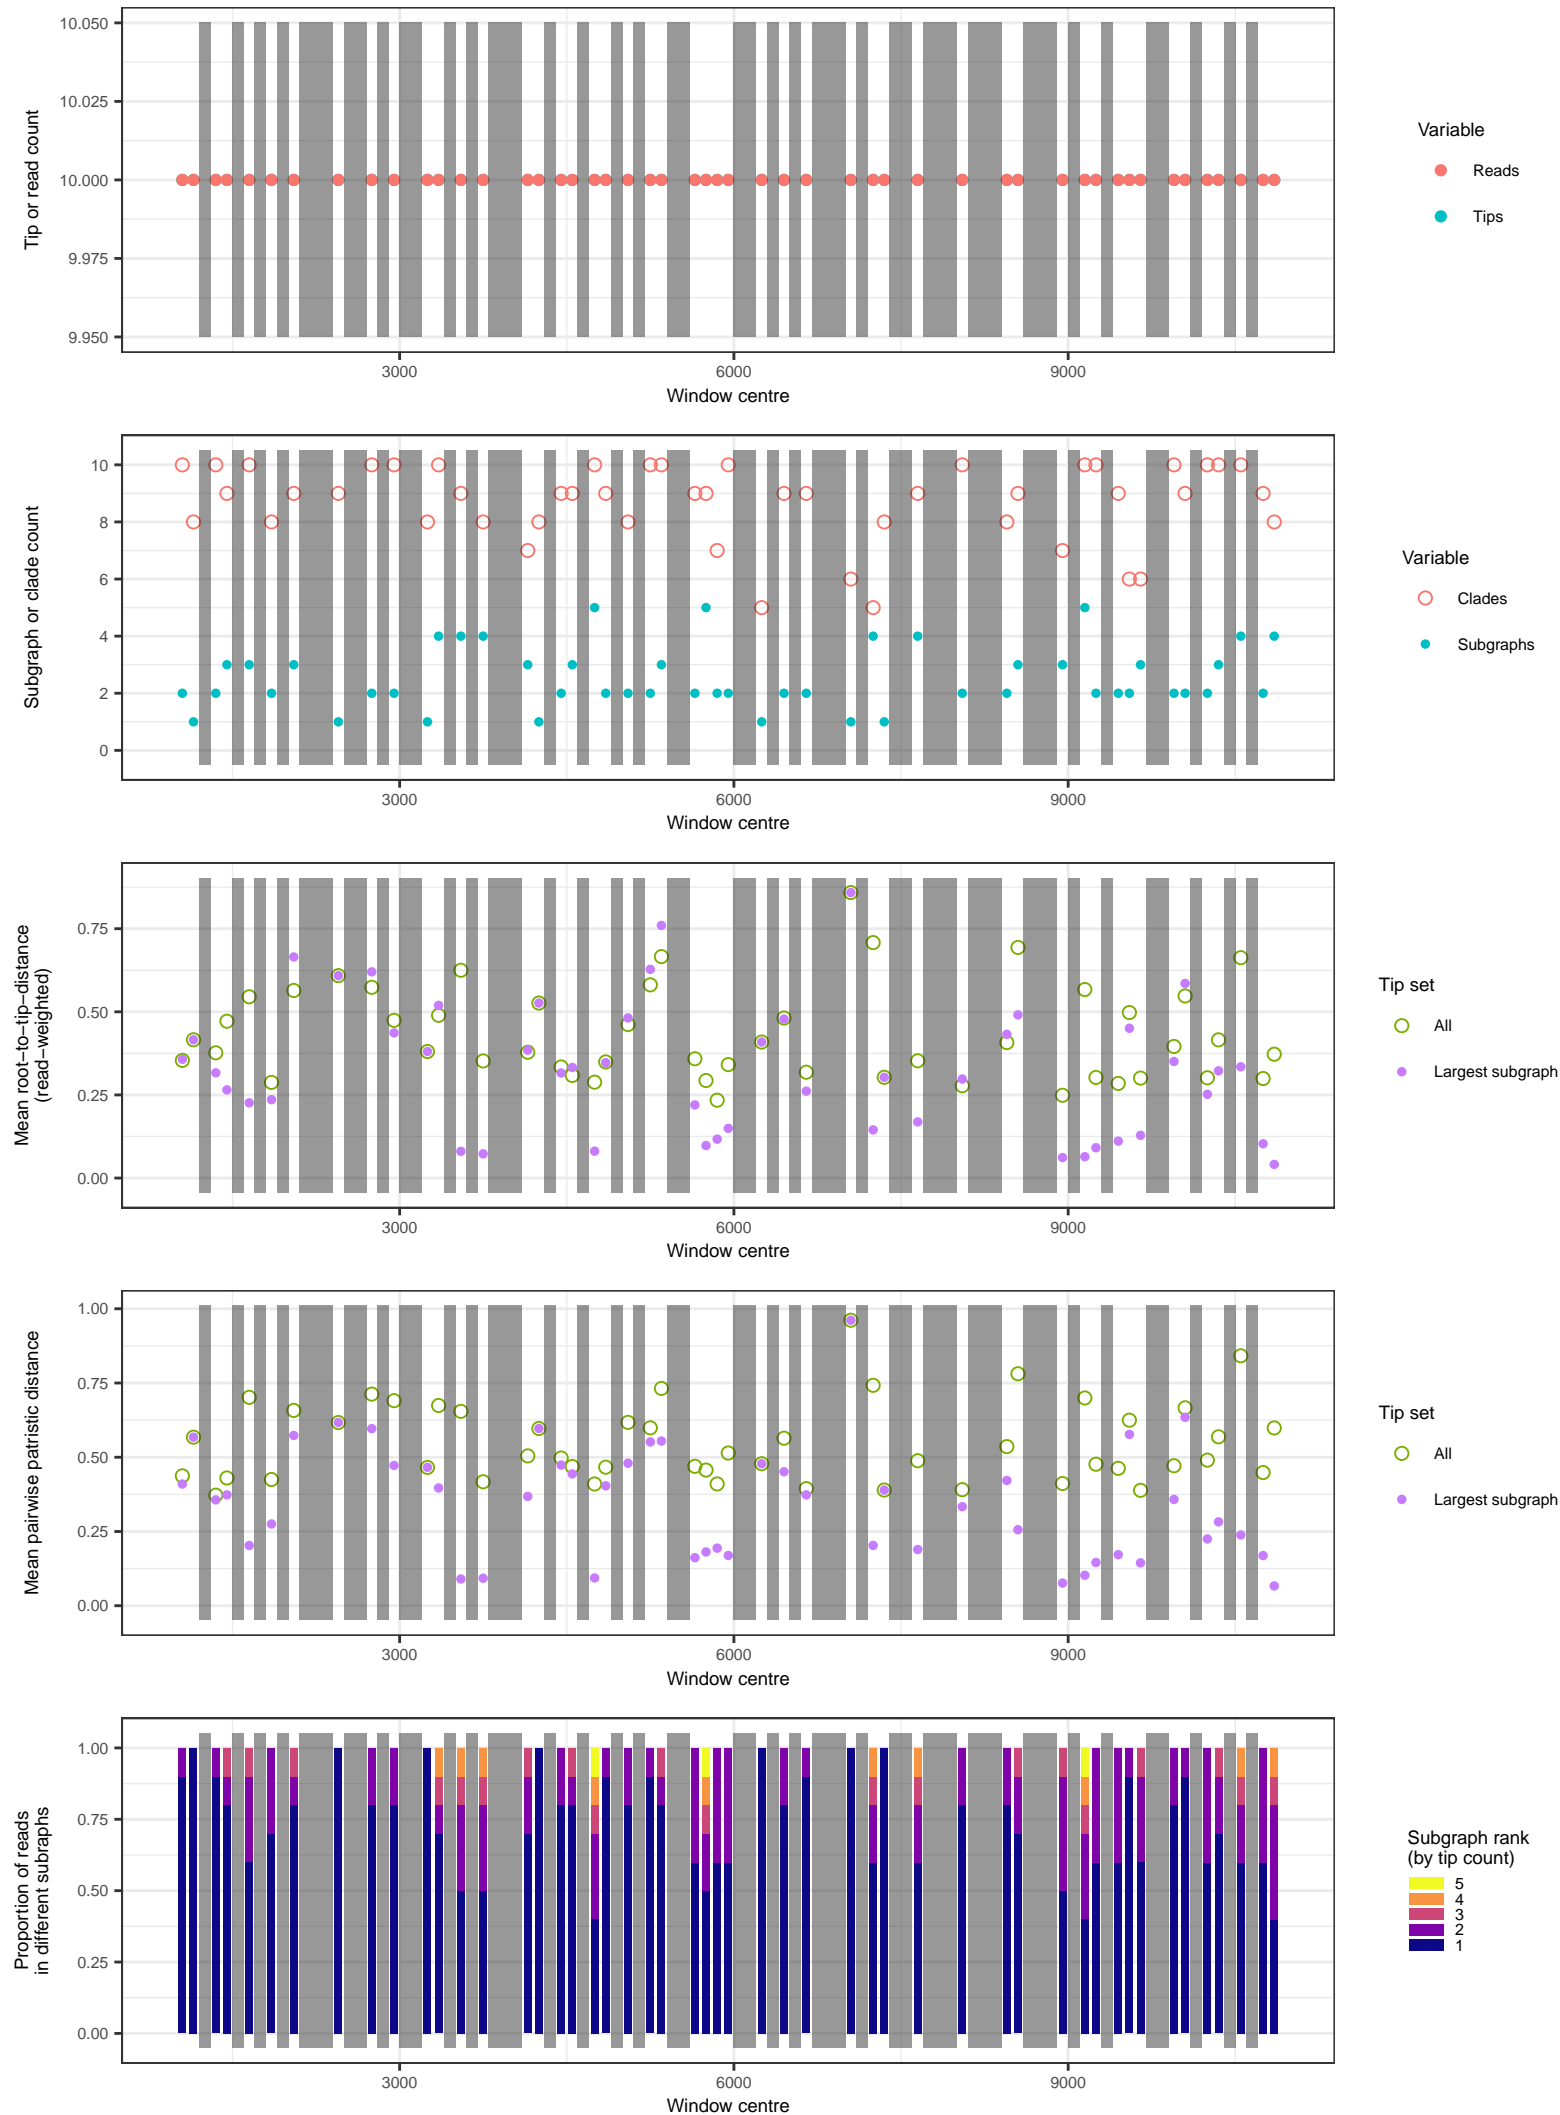 10.050
10.025
10.000
9.975
9.950
Tip or read count
3000
6000
9000
Window centre
Variable
Reads
Tips
10
8
6
4
2
0
Subgraph or clade count
3000
6000
9000
Window centre
Variable
Clades
Subgraphs
0.75
0.50
0.25
0.00
Mean root−to−tip−distance
(read−weighted)
3000
6000
9000
Window centre
Tip set
All
Largest subgraph
1.00
0.75
0.50
0.25
0.00
Mean pairwise patristic distance
3000
6000
9000
Window centre
Tip set
All
Largest subgraph
1.00
0.75
0.50
0.25
0.00
Proportion of reads
in different subraphs
3000
6000
9000
Window centre
Subgraph rank
(by tip count)
5
4
3
2
1